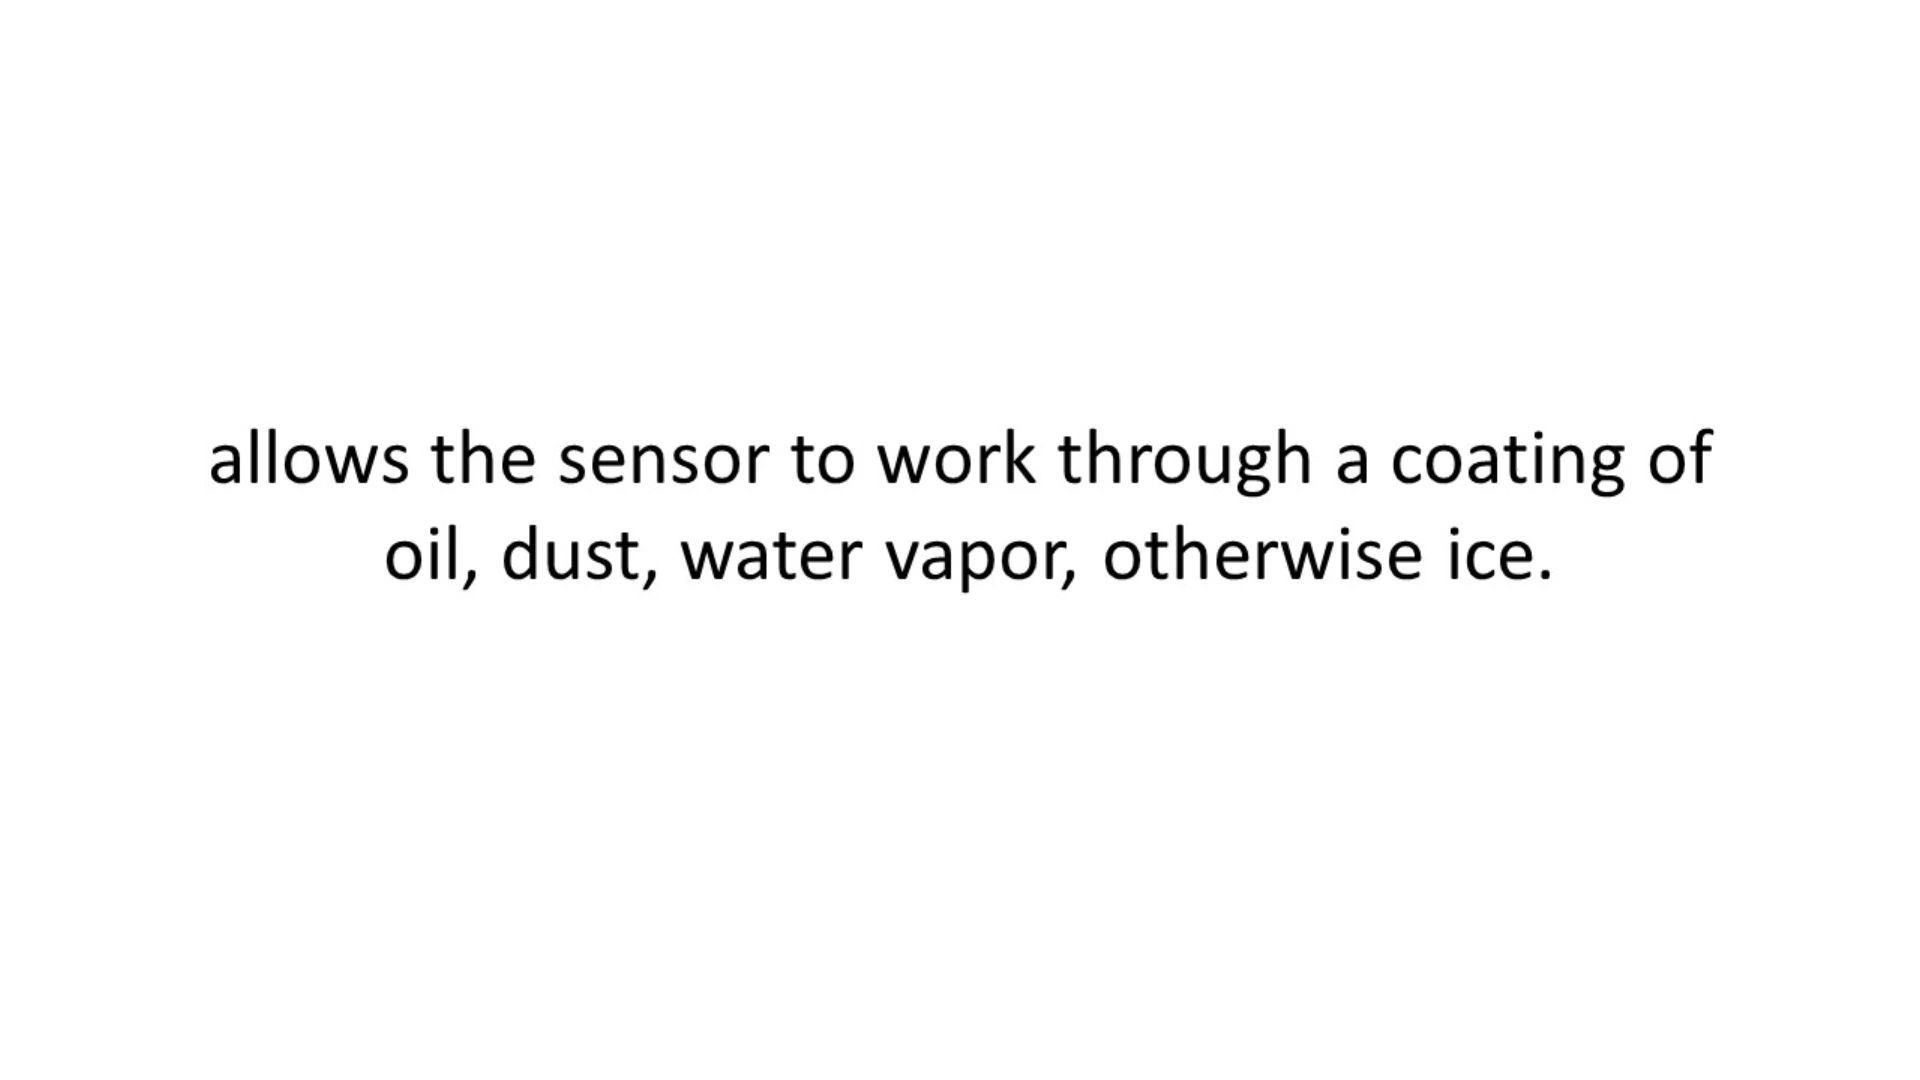 allows the sensor to work through a coating of
oil, dust, water vapor, otherwise ice.